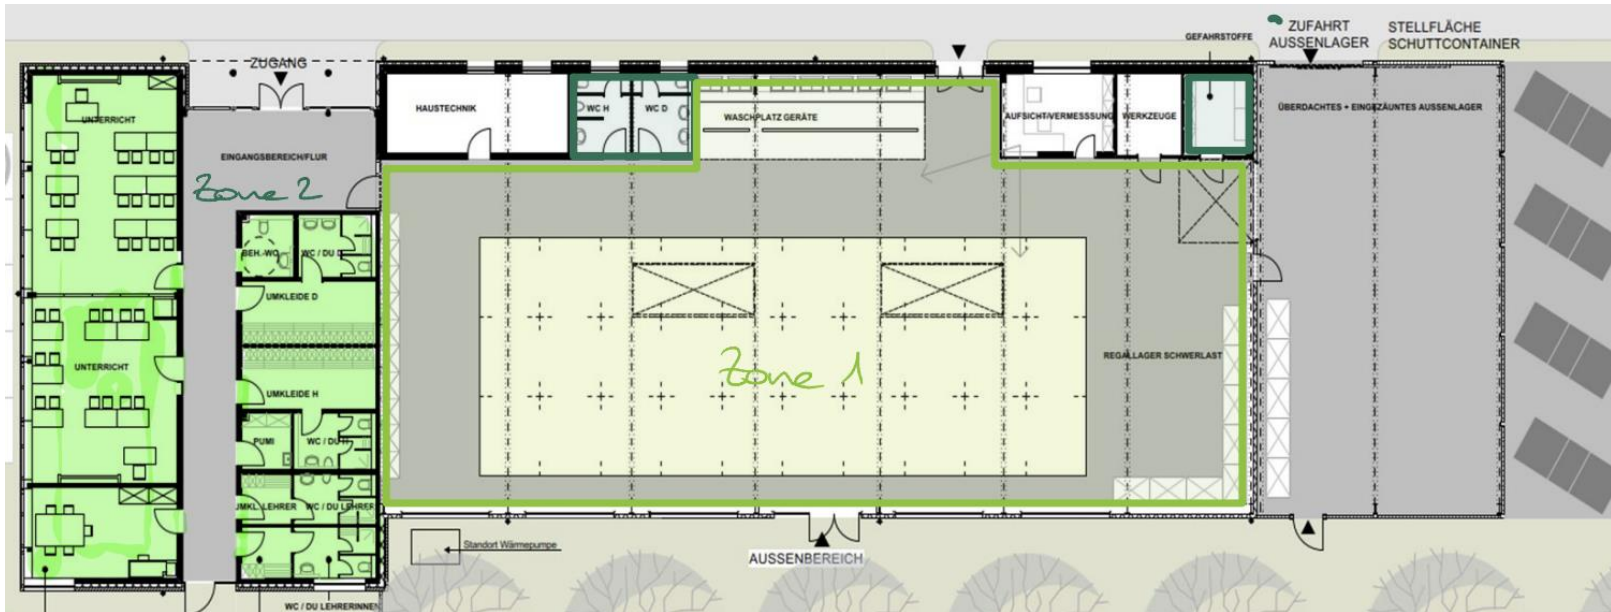 ZUFAHRT
AUSSENLAGER
STELLFLÄCHE
SCHUTTCONTAINER
GEFAHRSTOFFE
ZUGANG
UNTERRICHT
EINGANGSBEREICH/FLUR
Zone 2
HAUSTECHNIK
WC H
WC D
WASCHPLATZ GERÄTE
AUFSICHT/VERMESSSUNG
WERKZEUGE
ÜBERDACHTES + EINGEZÄUNTES AUSSENLAGER
BEH.-WC
WC / DU D
UMKLEIDE D
UNTERRICHT
UMKLEIDE H
Zone 1
REGALLAGER SCHWERLAST
PUMI
WC / DU H
UMKL. LEHRER
WC / DU LEHRER
Standort Wärmepumpe
AUSSENBEREICH
WC / DU LEHRERINNEN